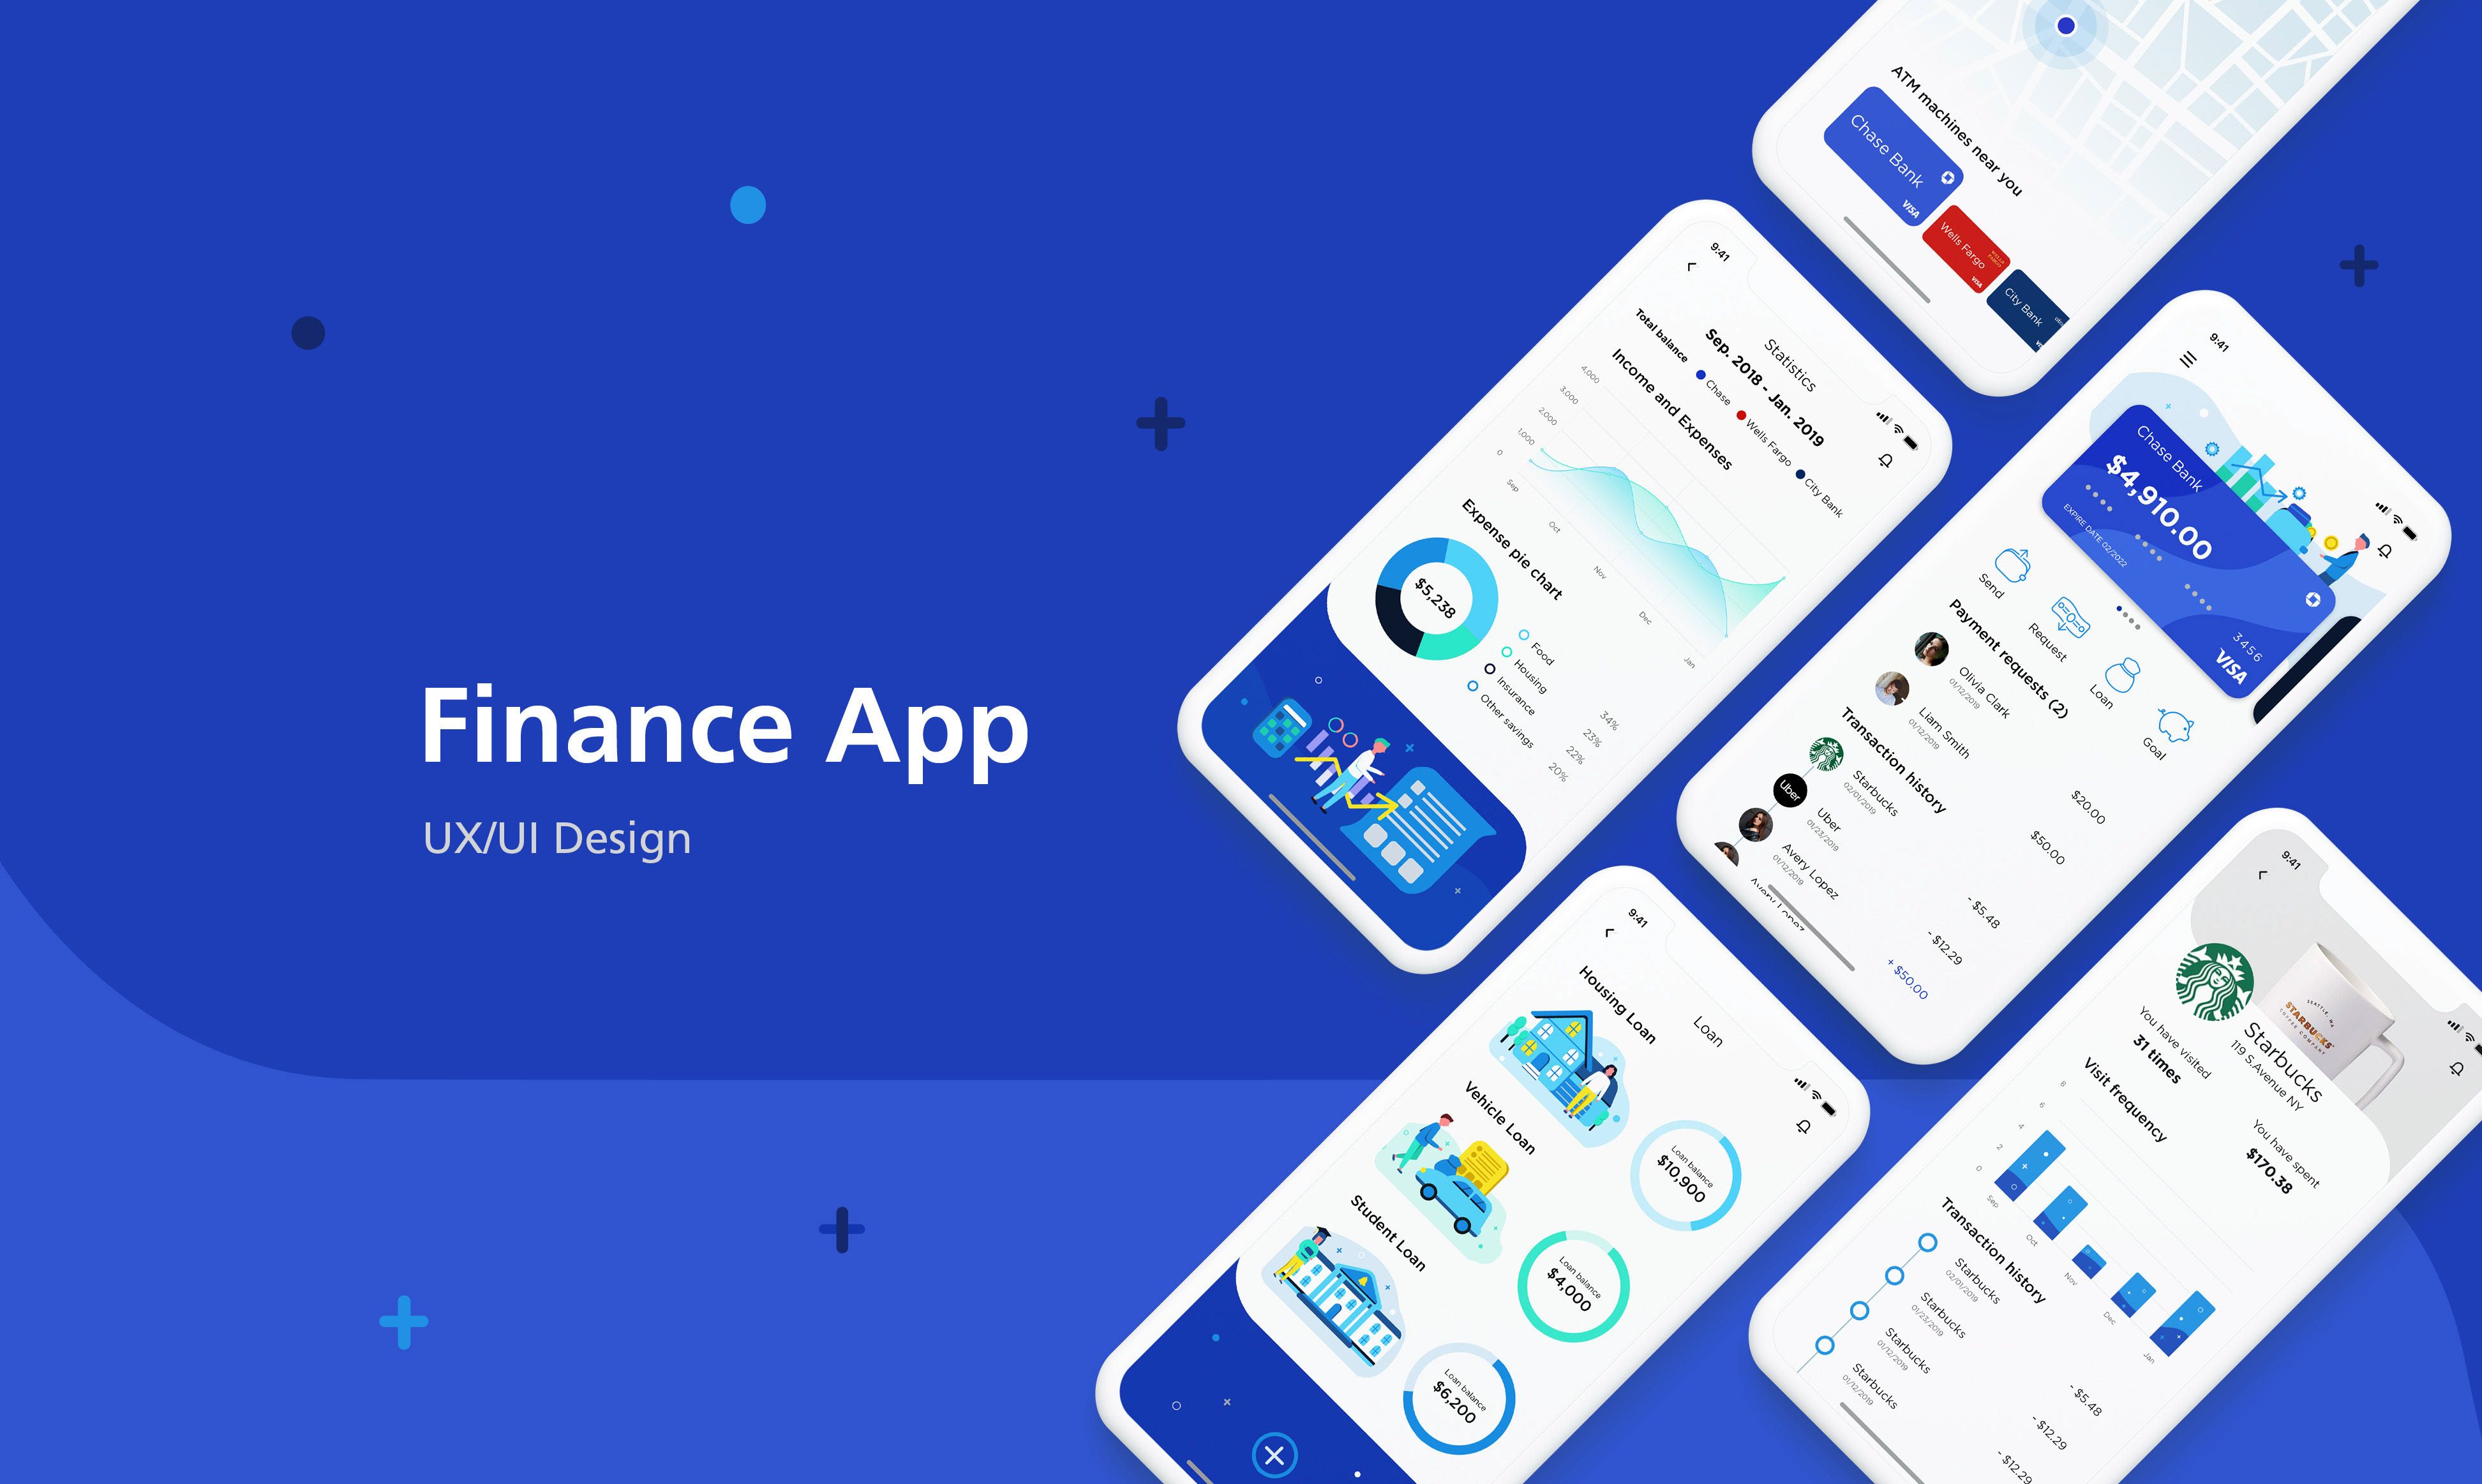 Finance App
UX/UI Design
ATM machines near you
Chase Bank
VISA
Wells Fargo
WELLS
FARGO
VISA
City Bank
9:41
Statistics
Sep. 2018 - Jan. 2019
Total balance
Chase
Wells Fargo
City Bank
Income and Expenses
4,000
3,000
2,000
1,000
0
Sep
Oct
Nov
Dec
Jan
Expense pie chart
$5,238
Food 34%
Housing 23%
Insurance 22%
Other savings 20%
9:41
Chase Bank
$4,910.00
3456
EXPIRE DATE 02/2022
VISA
Send
Request
Loan
Goal
Payment requests (2)
Olivia Clark $20.00
01/12/2019
Liam Smith $50.00
01/12/2019
Transaction history
Starbucks - $5.48
02/01/2019
Uber
Uber - $12.29
01/23/2019
Avery Lopez + $50.00
01/12/2019
9:41
Loan
Housing Loan
Loan balance
$10,900
Vehicle Loan
Loan balance
$4,000
Student Loan
Loan balance
$6,200
9:41
SEATTLE, WA
STARBUCKS
COFFEE COMPANY
Starbucks
119 S.Avenue NY
You have visited
31 times
You have spent
$170.38
Visit frequency
8
6
4
2
0
Sep
Oct
Nov
Dec
Jan
Transaction history
Starbucks - $5.48
02/01/2019
Starbucks - $12.29
01/23/2019
Starbucks - $12.29
01/12/2019
Starbucks
01/12/2019